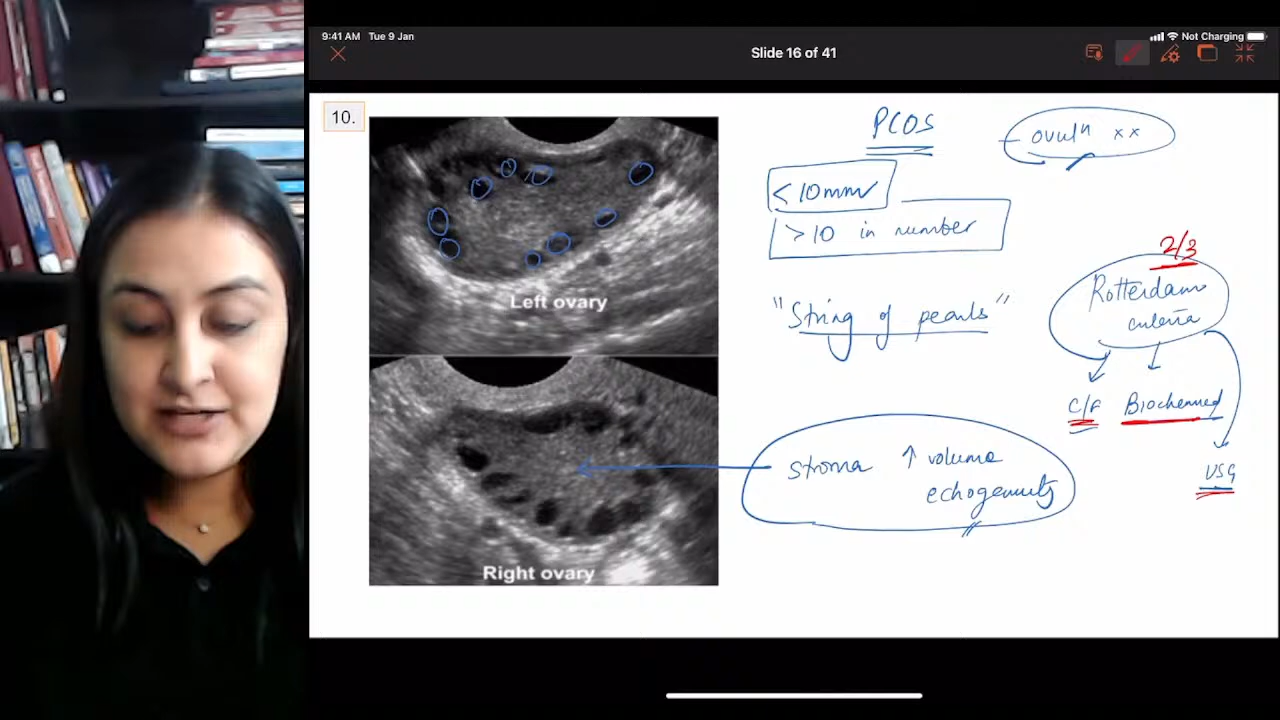 9:41 AM Tue 9 Jan
Not Charging
Slide 16 of 41
10.
PCOS
ovulⁿ xx
< 10mm
> 10 in number
2/3
Rotterdams
criteria
"String of pearls"
Left ovary
C/F Biochemical
stroma ↑ volume
echogenicity
USG
Right ovary